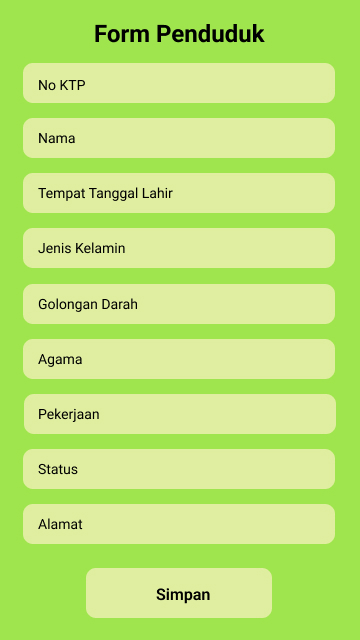 Form Penduduk
No KTP
Nama
Tempat Tanggal Lahir
Jenis Kelamin
Golongan Darah
Agama
Pekerjaan
Status
Alamat
Simpan